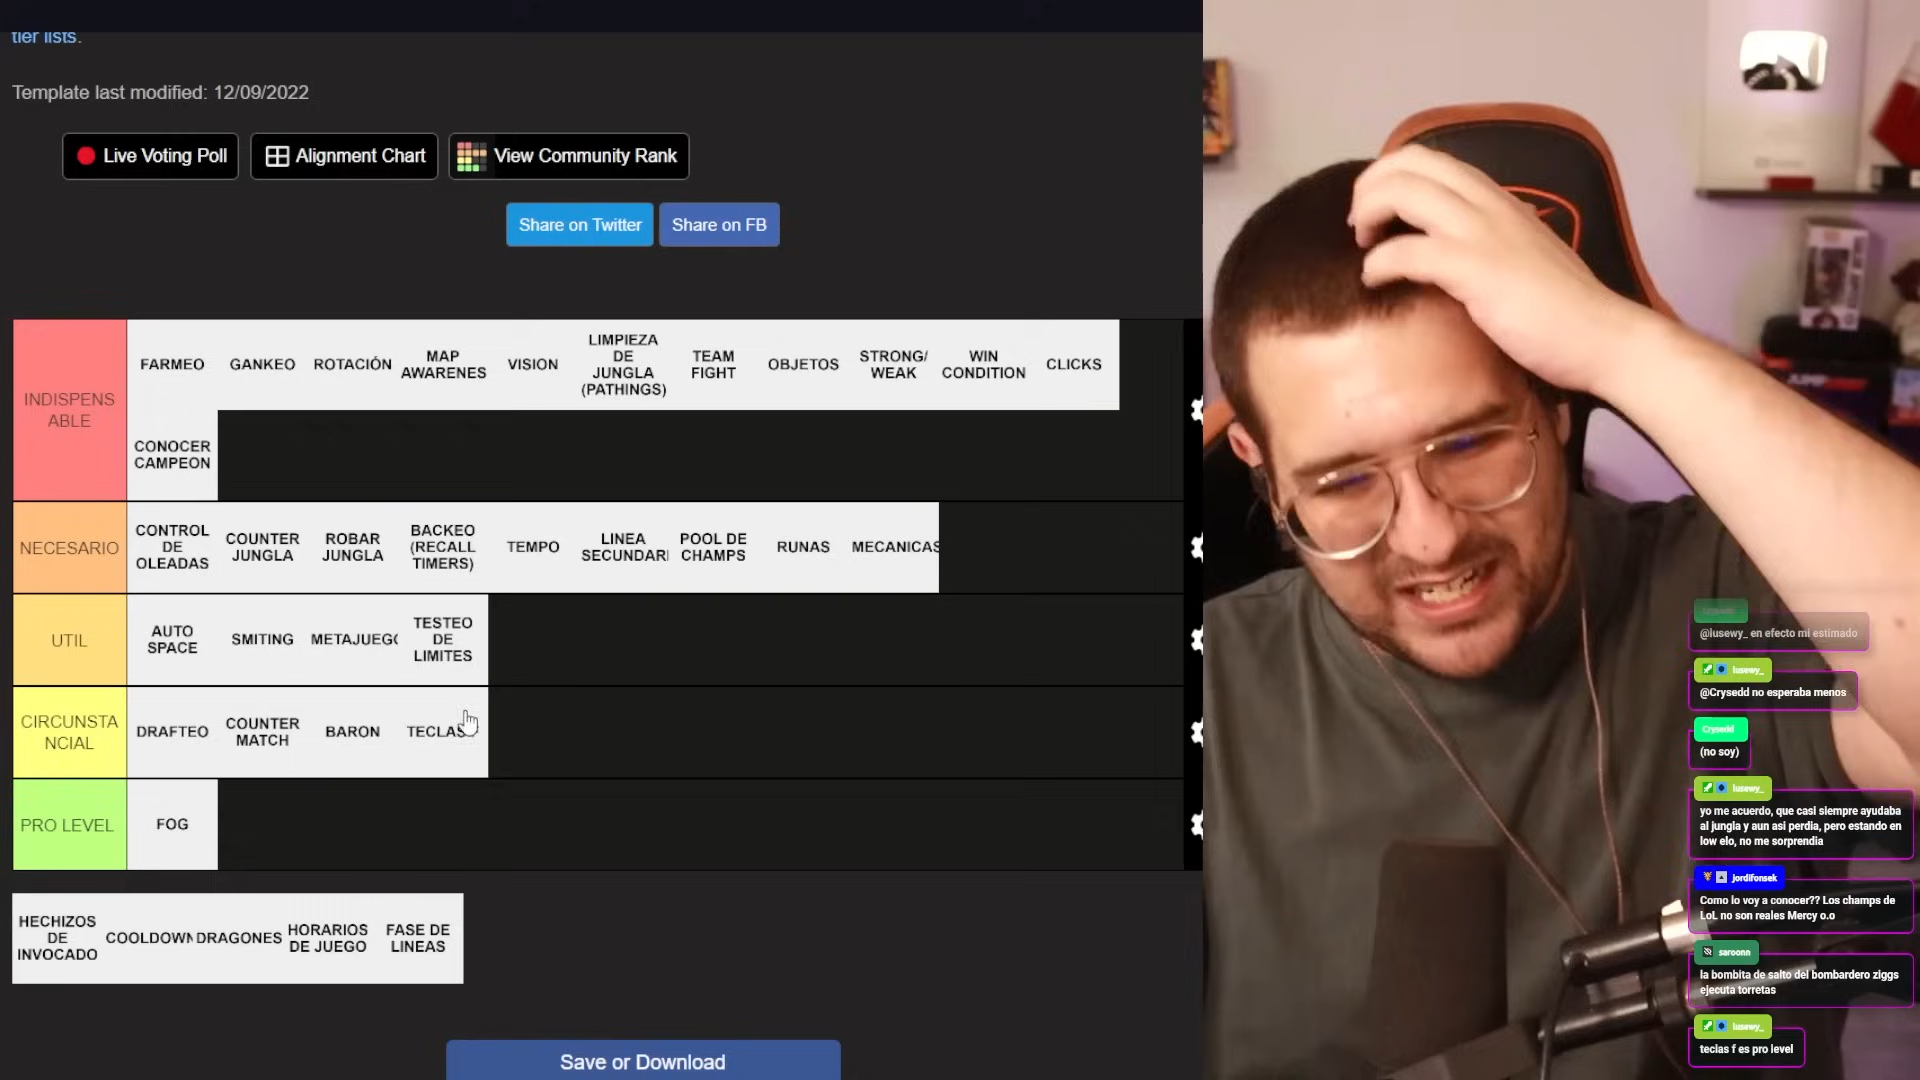 tier lists.
Template last modified: 12/09/2022
Live Voting Poll
Alignment Chart
View Community Rank
Share on Twitter
Share on FB
INDISPENS
ABLE
FARMEO
GANKEO
ROTACIÓN
MAP
AWARENES
VISION
LIMPIEZA
DE
JUNGLA
(PATHINGS)
TEAM
FIGHT
OBJETOS
STRONG/
WEAK
WIN
CONDITION
CLICKS
CONOCER
CAMPEON
NECESARIO
CONTROL
DE
OLEADAS
COUNTER
JUNGLA
ROBAR
JUNGLA
BACKEO
(RECALL
TIMERS)
TEMPO
LINEA
SECUNDARI
POOL DE
CHAMPS
RUNAS
MECANICAS
UTIL
AUTO
SPACE
SMITING
METAJUEGO
TESTEO
DE
LIMITES
CIRCUNSTA
NCIAL
DRAFTEO
COUNTER
MATCH
BARON
TECLAS
PRO LEVEL
FOG
HECHIZOS
DE
INVOCADO
COOLDOWN
DRAGONES
HORARIOS
DE JUEGO
FASE DE
LINEAS
Save or Download
@lusewy_ en efecto mi estimado
lusewy_
@Crysedd no esperaba menos
Crysedd
(no soy)
lusewy_
yo me acuerdo, que casi siempre ayudaba
al jungla y aun asi perdia, pero estando en
low elo, no me sorprendia
jordifonsek
Como lo voy a conocer?? Los champs de
LoL no son reales Mercy o.o
saroonn
la bombita de salto del bombardero ziggs
ejecuta torretas
lusewy_
teclas f es pro level